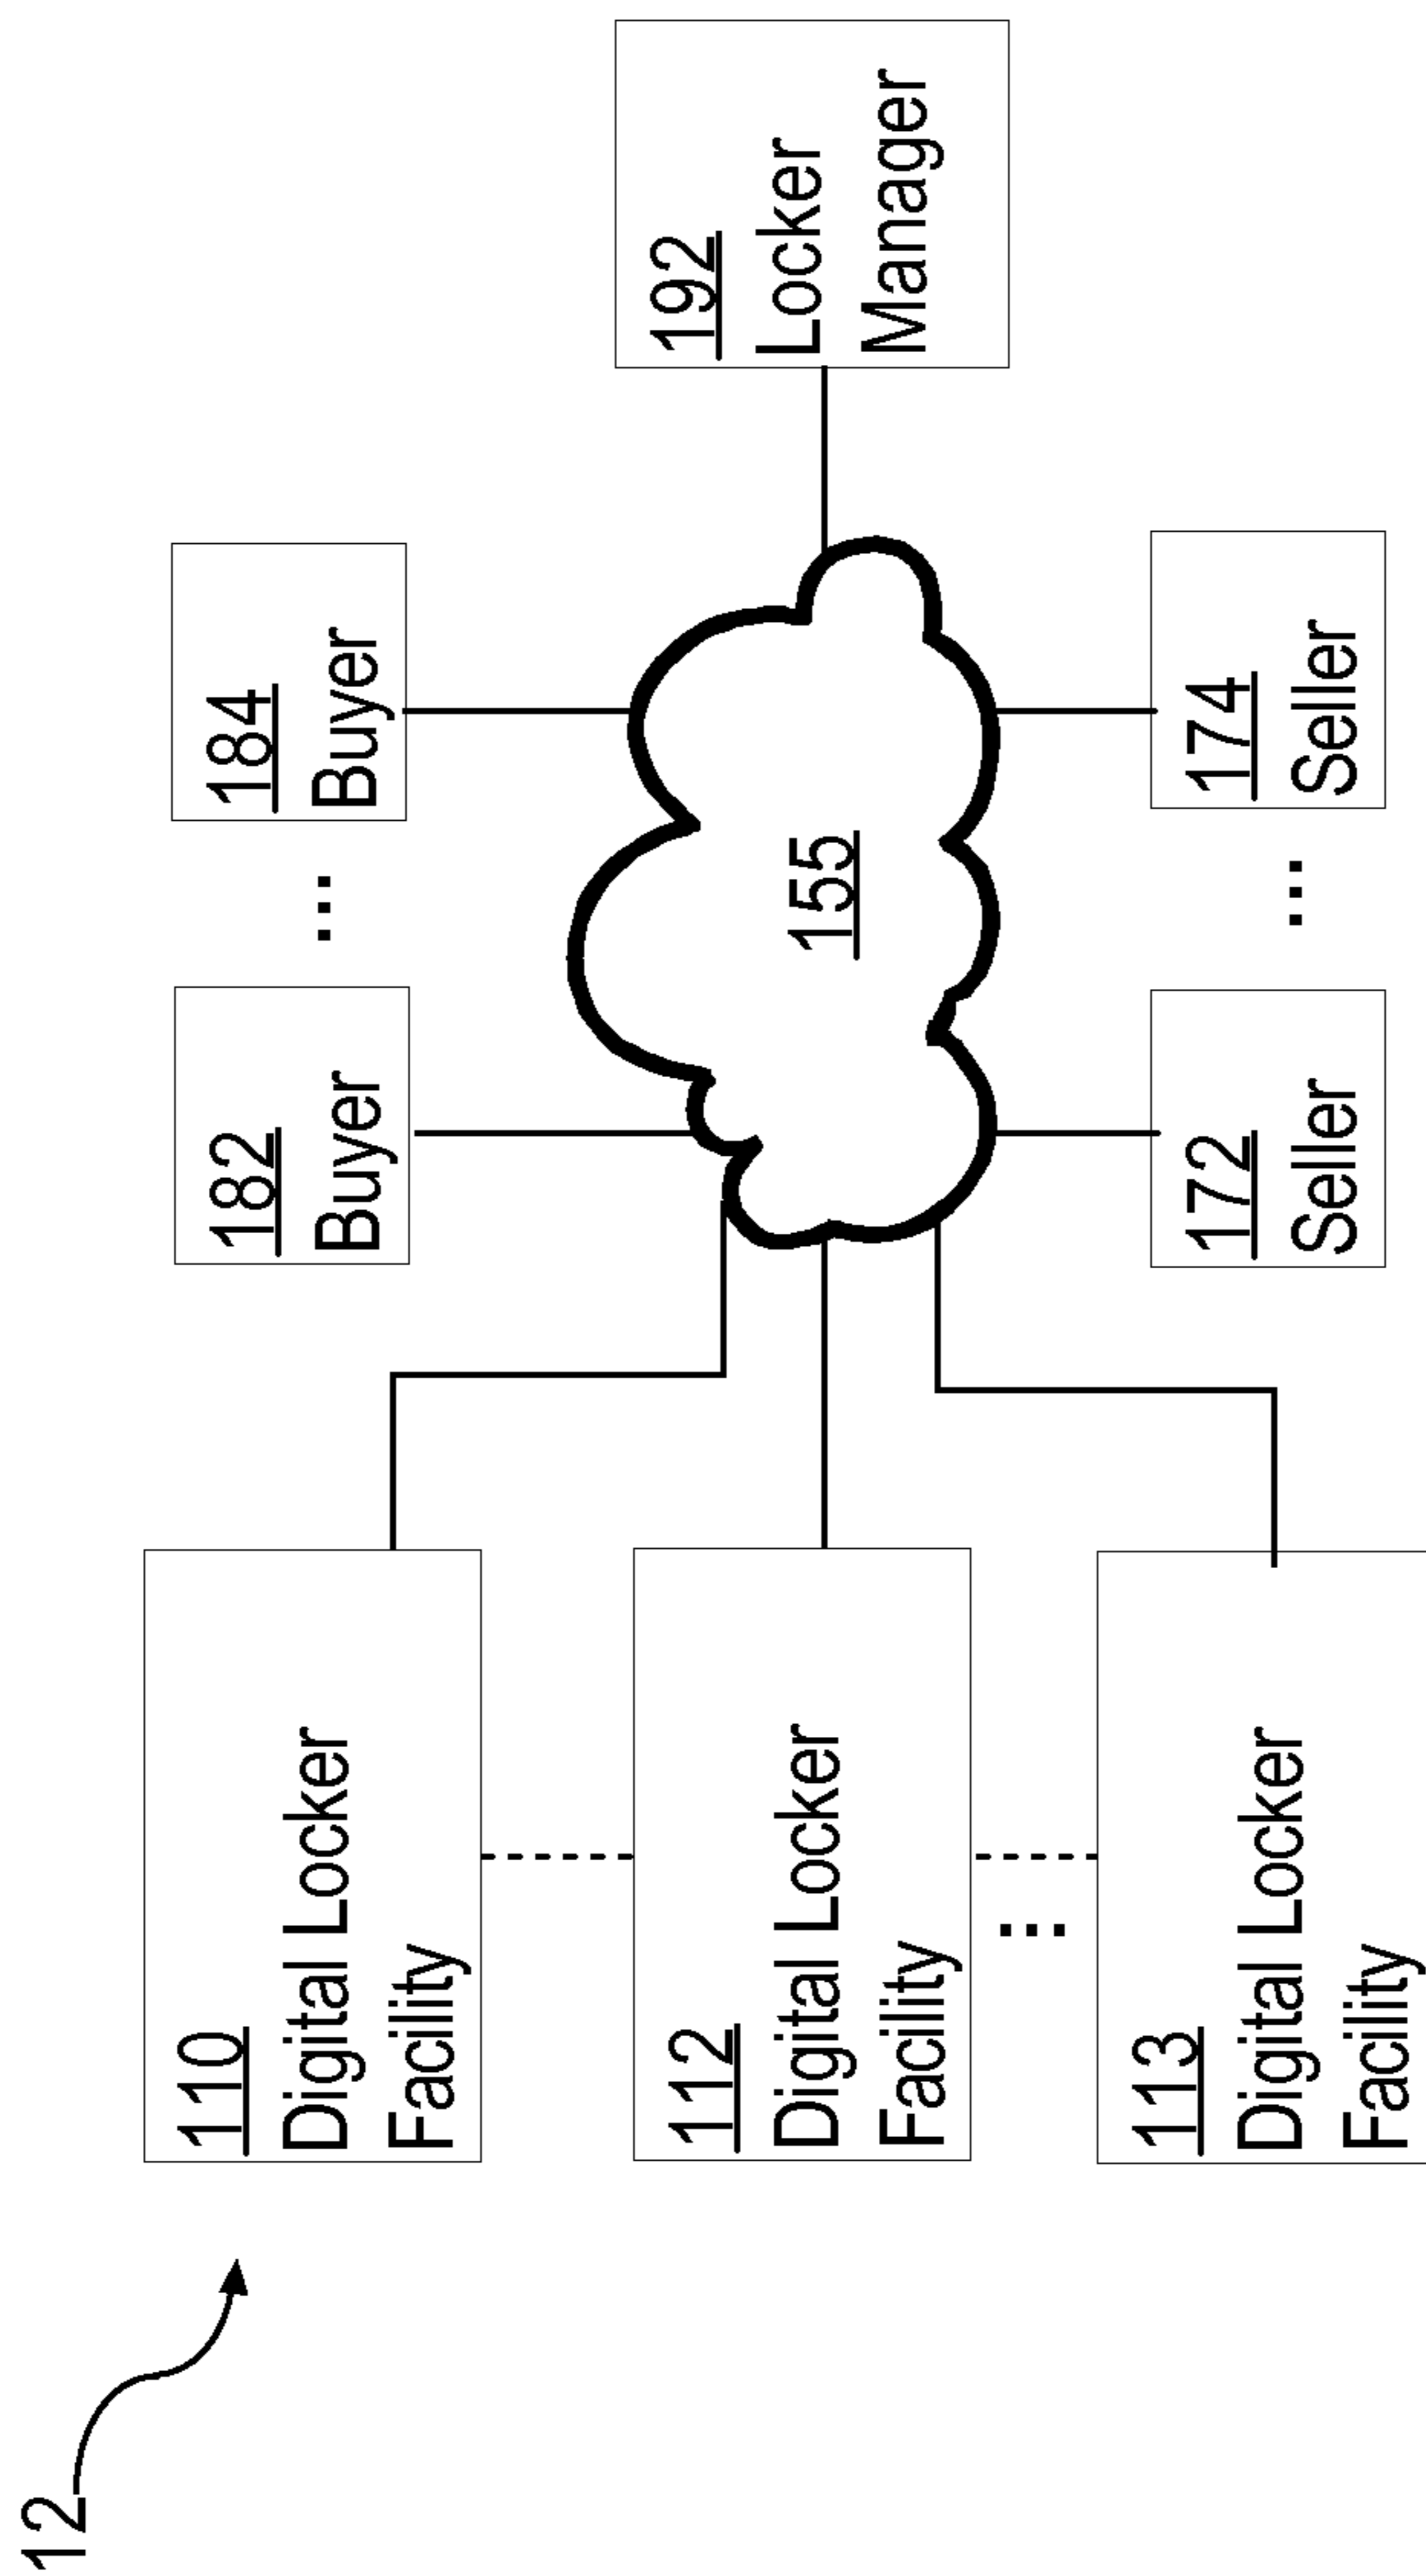 12
110
Digital Locker
Facility
182
Buyer
...
184
Buyer
112
Digital Locker
Facility
155
192
Locker
Manager
...
113
Digital Locker
Facility
172
Seller
...
174
Seller